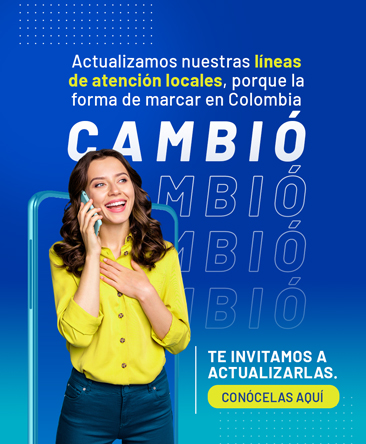 Actualizamos nuestras líneas
de atención locales, porque la
forma de marcar en Colombia
CAMBIÓ
MBIÓ
MBIÓ
BIÓ
TE INVITAMOS A
ACTUALIZARLAS.
CONÓCELAS AQUÍ